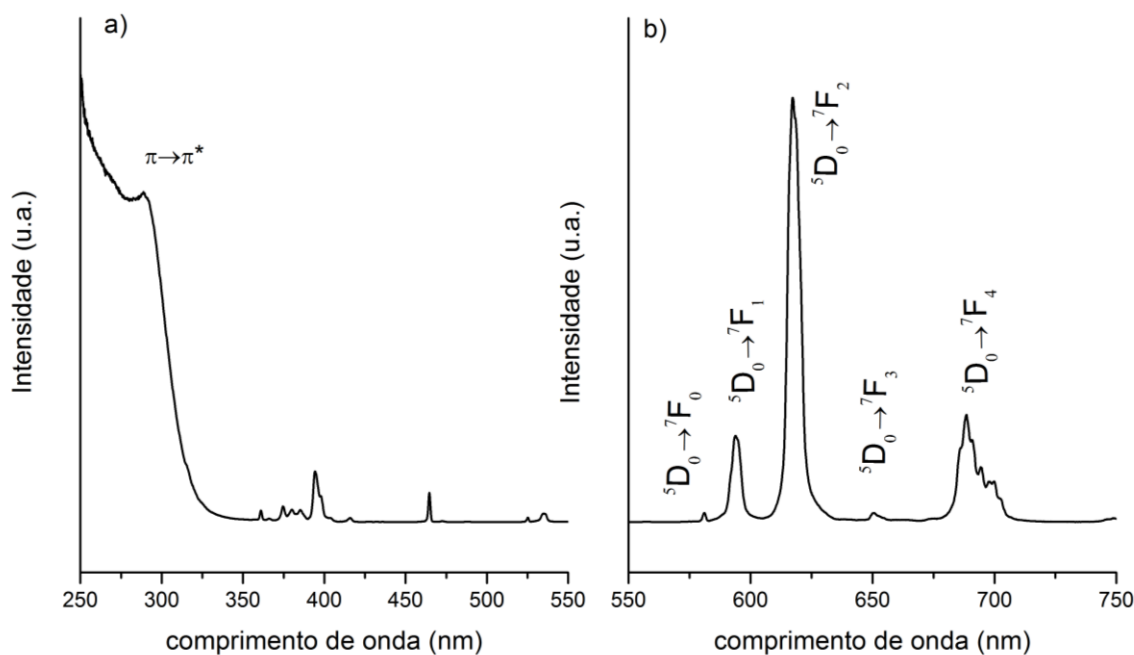 a)
π→π*
Intensidade (u.a.)
250 300 350 400 450 500 550
comprimento de onda (nm)
b)
⁵D₀→⁷F₀
⁵D₀→⁷F₁
⁵D₀→⁷F₂
⁵D₀→⁷F₃
⁵D₀→⁷F₄
Intensidade (u.a.)
550 600 650 700 750
comprimento de onda (nm)